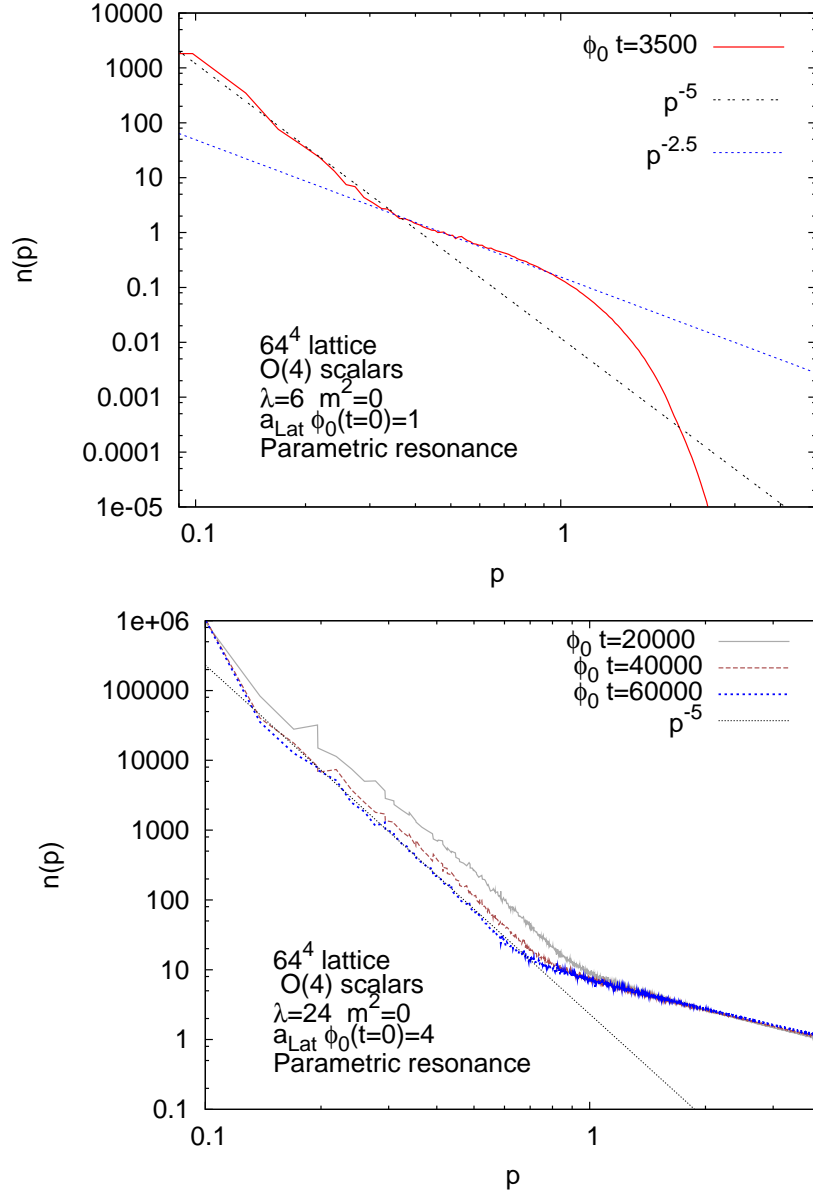 10000
1000
100
10
1
0.1
0.01
0.001
0.0001
1e-05
n(p)
ϕ₀ t=3500
p⁻⁵
p⁻²·⁵
64⁴ lattice
O(4) scalars
λ=6 m²=0
a_Lat ϕ₀(t=0)=1
Parametric resonance
0.1 1
p
1e+06
100000
10000
1000
100
10
1
0.1
n(p)
ϕ₀ t=20000
ϕ₀ t=40000
ϕ₀ t=60000
p⁻⁵
64⁴ lattice
O(4) scalars
λ=24 m²=0
a_Lat ϕ₀(t=0)=4
Parametric resonance
0.1 1
p